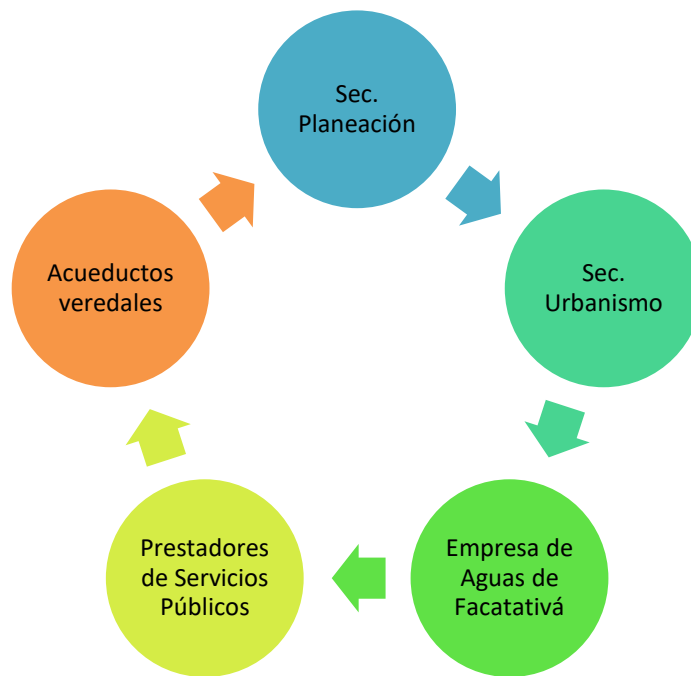 Sec.
Planeación
Sec.
Urbanismo
Empresa de
Aguas de
Facatativá
Prestadores
de Servicios
Públicos
Acueductos
veredales